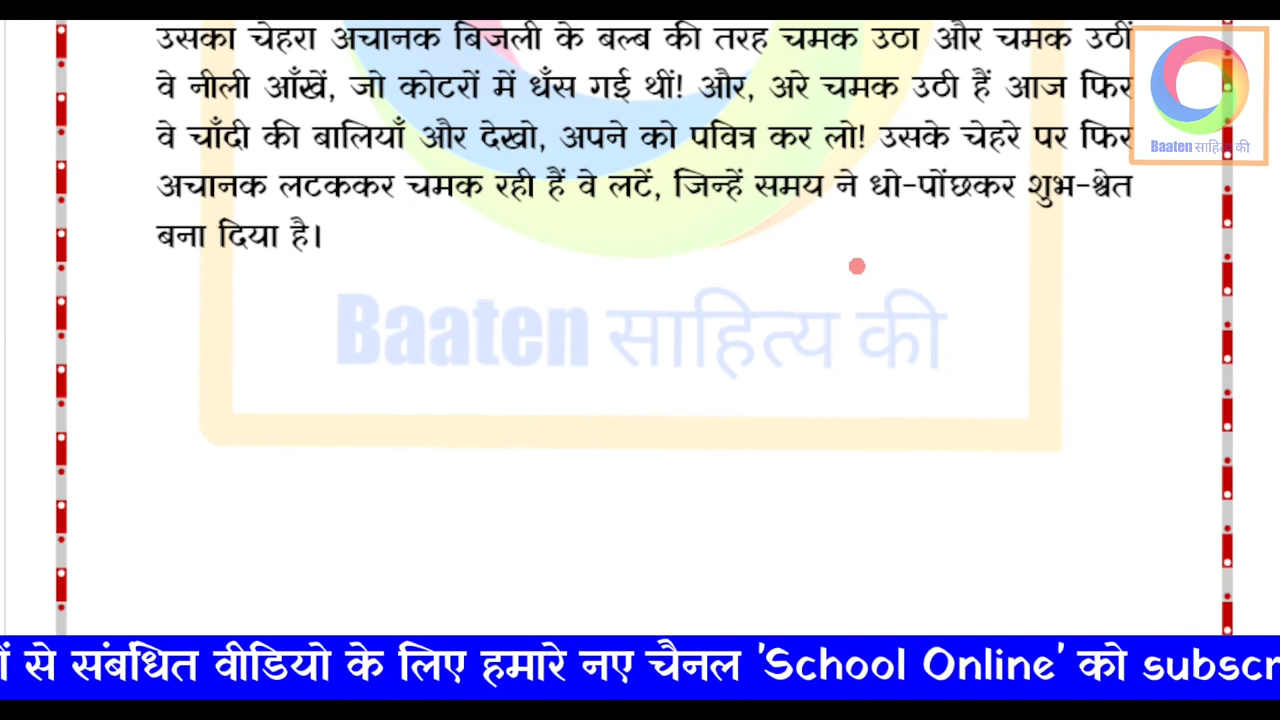 उसका चेहरा अचानक बिजली के बल्ब की तरह चमक उठा और चमक उठीं
वे नीली आँखें, जो कोटरों में धँस गई थीं! और, अरे चमक उठी हैं आज फिर
वे चाँदी की बालियाँ और देखो, अपने को पवित्र कर लो! उसके चेहरे पर फिर
अचानक लटककर चमक रही हैं वे लटें, जिन्हें समय ने धो-पोंछकर शुभ-श्वेत
बना दिया है।
Baaten साहित्य की
Baaten साहित्य की
से संबंधित वीडियो के लिए हमारे नए चैनल 'School Online' को subscr